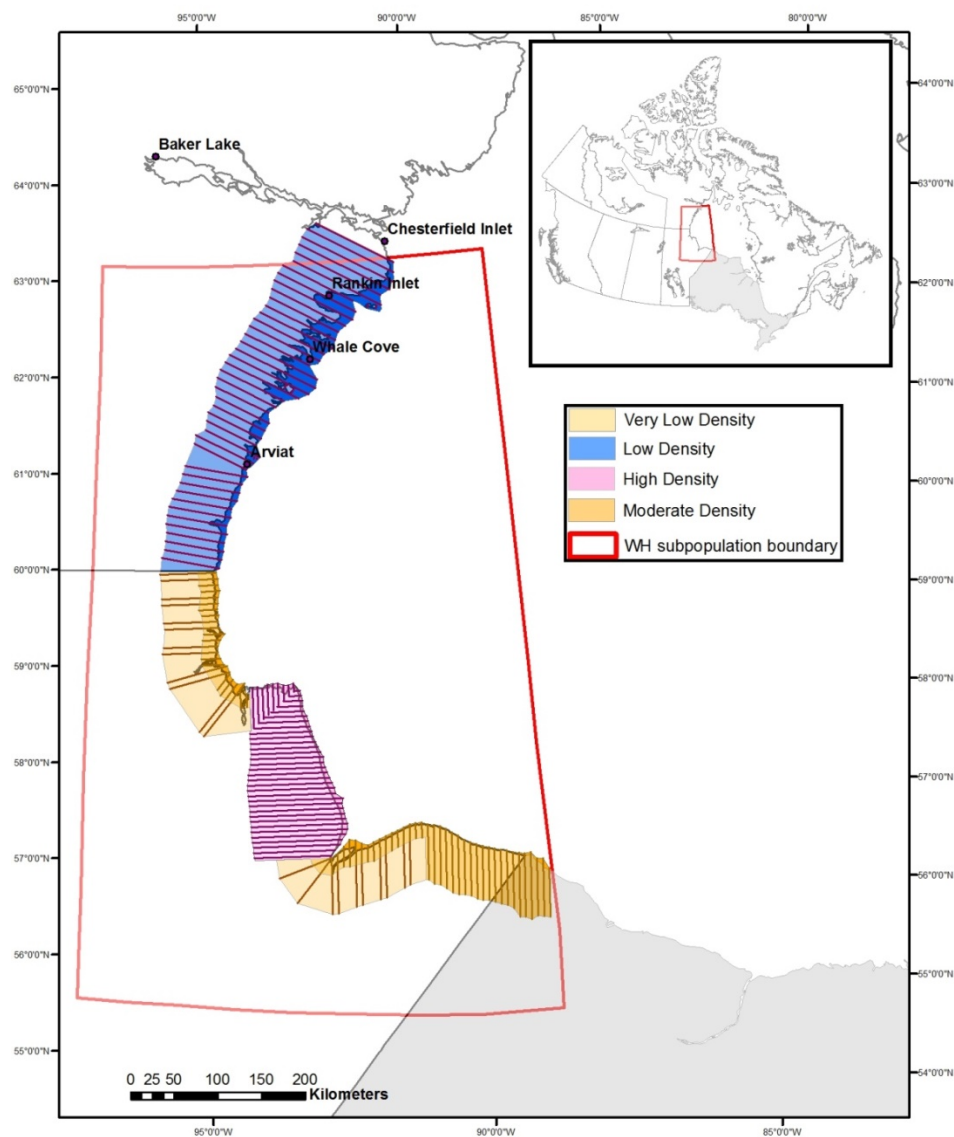 95°0'0"W 90°0'0"W 85°0'0"W 80°0'0"W
65°0'0"N
64°0'0"N
Baker Lake
64°0'0"N
63°0'0"N
Chesterfield Inlet
63°0'0"N
62°0'0"N
Rankin Inlet
Whale Cove
62°0'0"N
61°0'0"N
Very Low Density
Low Density
High Density
Moderate Density
WH subpopulation boundary
Arviat
61°0'0"N
60°0'0"N
60°0'0"N
59°0'0"N
59°0'0"N
58°0'0"N
58°0'0"N
57°0'0"N
57°0'0"N
56°0'0"N
56°0'0"N
55°0'0"N
55°0'0"N
54°0'0"N
0 25 50 100 150 200
Kilometers
95°0'0"W 90°0'0"W 85°0'0"W